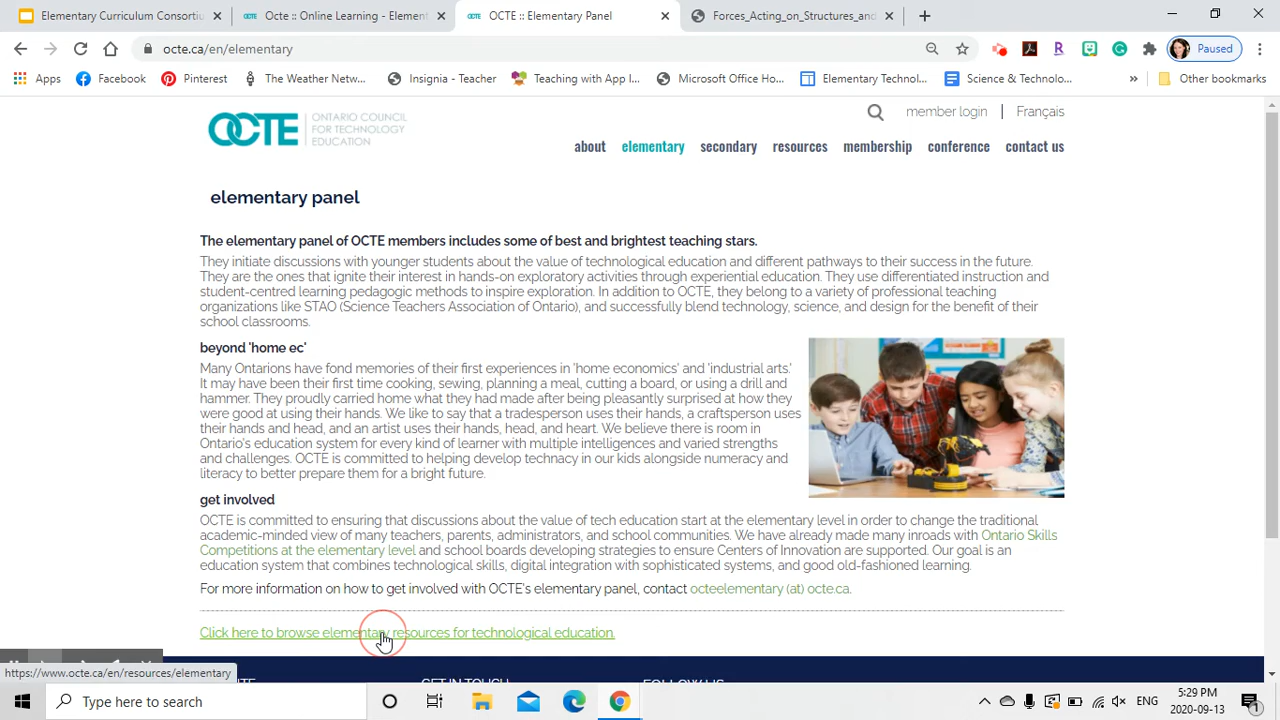 Elementary Curriculum Consortiu
Octe :: Online Learning - Element
OCTE :: Elementary Panel
Forces_Acting_on_Structures_and
octe.ca/en/elementary
Paused
Apps
Facebook
Pinterest
The Weather Netw...
Insignia - Teacher
Teaching with App l...
Microsoft Office Ho...
Elementary Technol...
Science & Technolo...
»
Other bookmarks
OCTE
ONTARIO COUNCIL
FOR TECHNOLOGY
EDUCATION
member login | Français
about elementary secondary resources membership conference contact us
elementary panel
The elementary panel of OCTE members includes some of best and brightest teaching stars.
They initiate discussions with younger students about the value of technological education and different pathways to their success in the future.
They are the ones that ignite their interest in hands-on exploratory activities through experiential education. They use differentiated instruction and
student-centred learning pedagogic methods to inspire exploration. In addition to OCTE, they belong to a variety of professional teaching
organizations like STAO (Science Teachers Association of Ontario), and successfully blend technology, science, and design for the benefit of their
school classrooms.
beyond 'home ec'
Many Ontarions have fond memories of their first experiences in 'home economics' and 'industrial arts.'
It may have been their first time cooking, sewing, planning a meal, cutting a board, or using a drill and
hammer. They proudly carried home what they had made after being pleasantly surprised at how they
were good at using their hands. We like to say that a tradesperson uses their hands, a craftsperson uses
their hands and head, and an artist uses their hands, head, and heart. We believe there is room in
Ontario's education system for every kind of learner with multiple intelligences and varied strengths
and challenges. OCTE is committed to helping develop technacy in our kids alongside numeracy and
literacy to better prepare them for a bright future.
get involved
OCTE is committed to ensuring that discussions about the value of tech education start at the elementary level in order to change the traditional
academic-minded view of many teachers, parents, administrators, and school communities. We have already made many inroads with Ontario Skills
Competitions at the elementary level and school boards developing strategies to ensure Centers of Innovation are supported. Our goal is an
education system that combines technological skills, digital integration with sophisticated systems, and good old-fashioned learning.
For more information on how to get involved with OCTE's elementary panel, contact octeelementary (at) octe.ca.
Click here to browse elementary resources for technological education.
https://www.octe.ca/en/resources/elementary
GET IN TOUCH
FOLLOW US
Type here to search
ENG
5:29 PM
2020-09-13